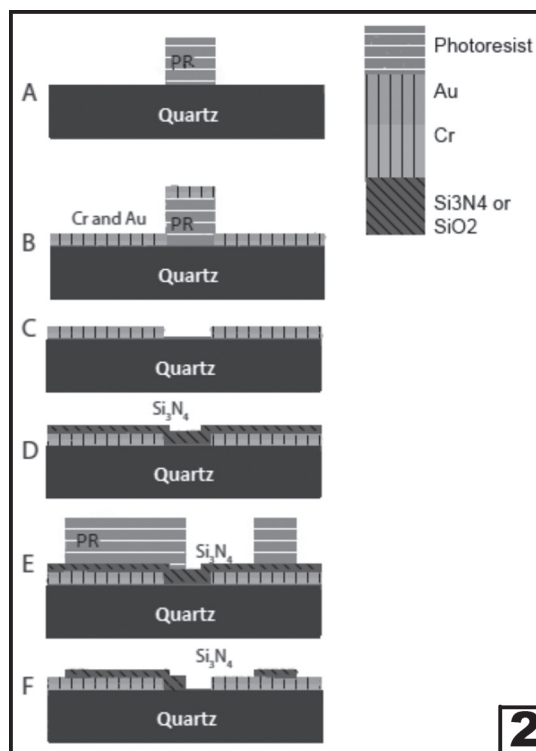 A
PR
Quartz
Photoresist
Au
Cr
Si3N4 or
SiO2
B
Cr and Au
PR
Quartz
C
Quartz
Si₃N₄
D
Quartz
E
PR
Si₃N₄
Quartz
F
Si₃N₄
Quartz
2